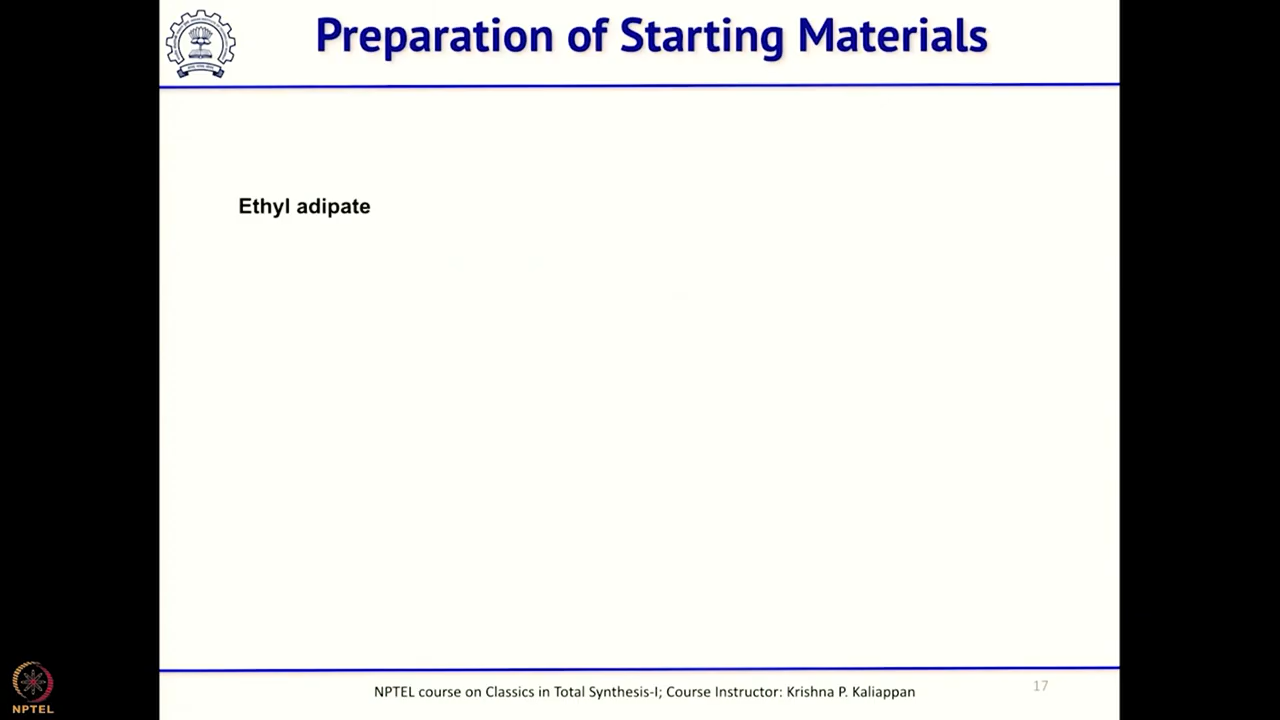 Preparation of Starting Materials
Ethyl adipate
NPTEL course on Classics in Total Synthesis-I; Course Instructor: Krishna P. Kaliappan
17
NPTEL